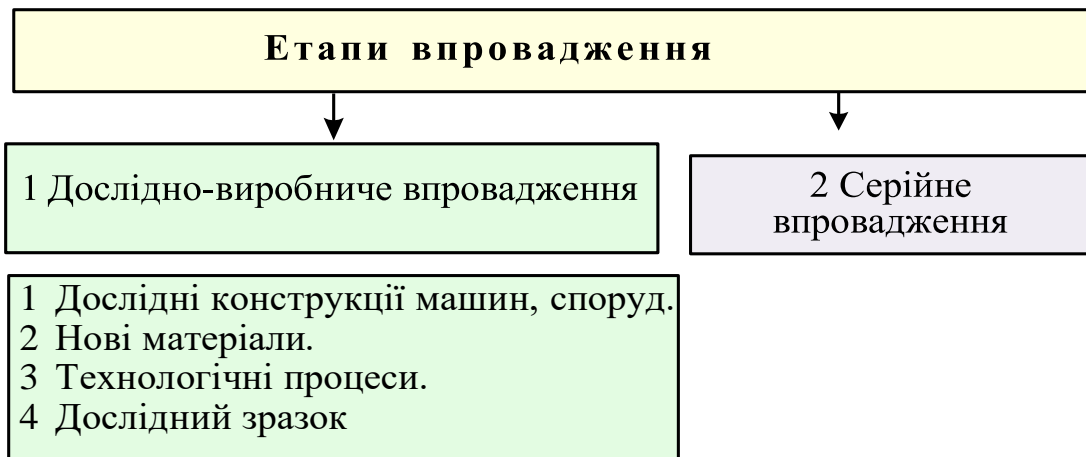 Етапи впровадження
1 Дослідно-виробниче впровадження
2 Серійне
впровадження
1 Дослідні конструкції машин, споруд.
2 Нові матеріали.
3 Технологічні процеси.
4 Дослідний зразок